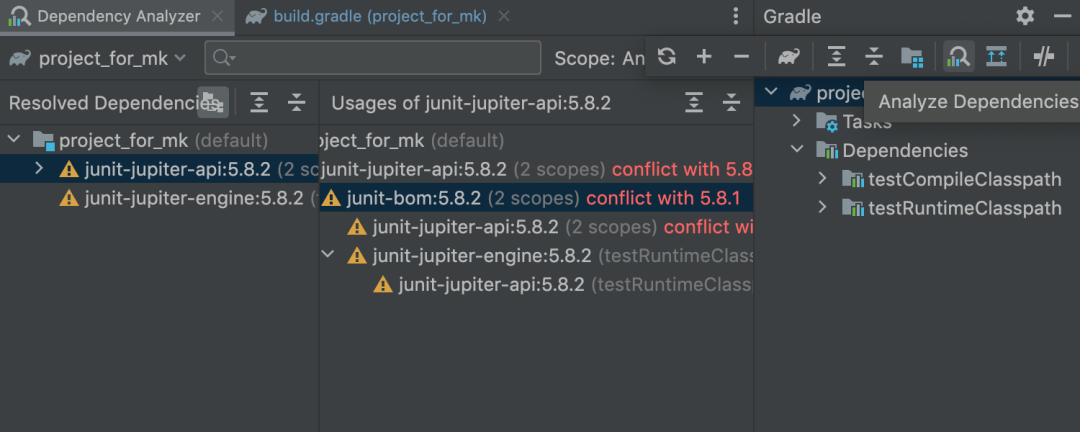 Dependency Analyzer
build.gradle (project_for_mk)
Gradle
project_for_mk
Scope: An
Analyze Dependencies
Resolved Dependencies
Usages of junit-jupiter-api:5.8.2
project_for_mk (default)
junit-jupiter-api:5.8.2 (2 sc
junit-jupiter-engine:5.8.2 (
oject_for_mk (default)
junit-jupiter-api:5.8.2 (2 scopes) conflict with 5.8
junit-bom:5.8.2 (2 scopes) conflict with 5.8.1
junit-jupiter-api:5.8.2 (2 scopes) conflict wi
junit-jupiter-engine:5.8.2 (testRuntimeClass
junit-jupiter-api:5.8.2 (testRuntimeClass
projec
Tasks
Dependencies
testCompileClasspath
testRuntimeClasspath